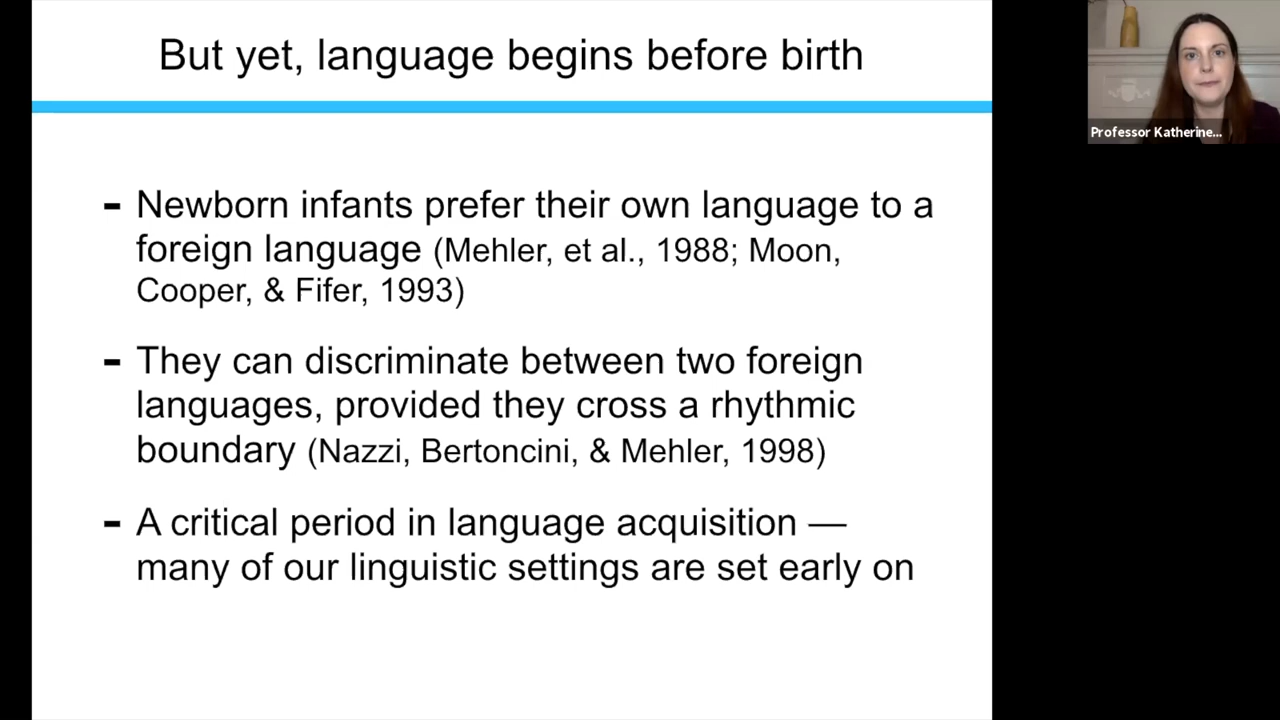 But yet, language begins before birth
Professor Katherine...
- Newborn infants prefer their own language to a
foreign language (Mehler, et al., 1988; Moon,
Cooper, & Fifer, 1993)
- They can discriminate between two foreign
languages, provided they cross a rhythmic
boundary (Nazzi, Bertoncini, & Mehler, 1998)
- A critical period in language acquisition —
many of our linguistic settings are set early on